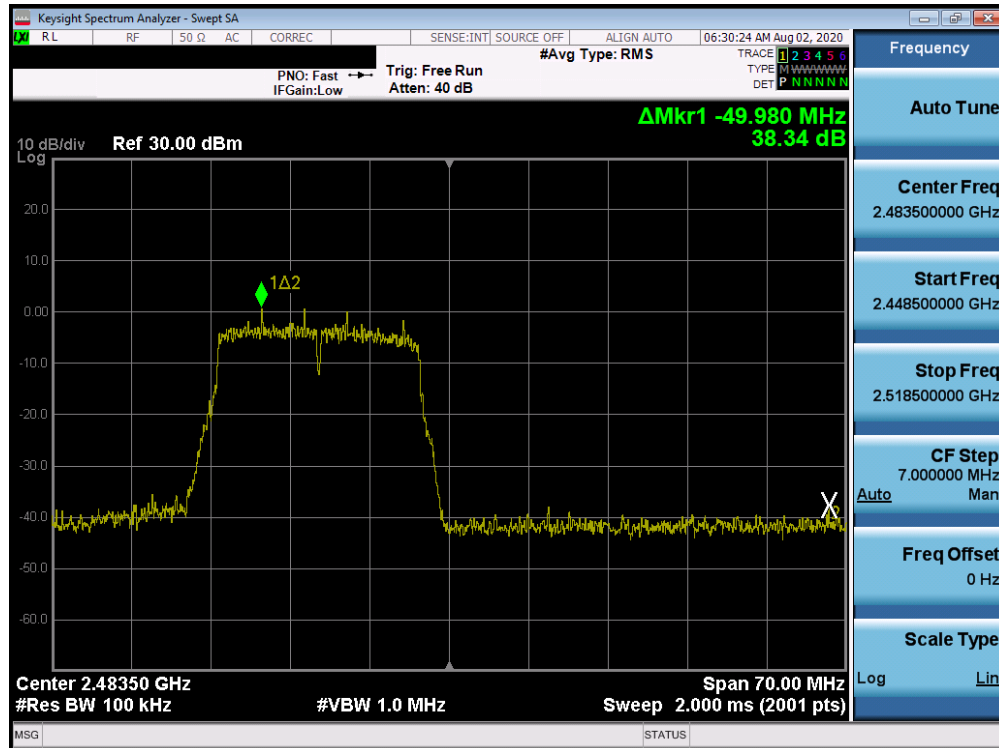 Keysight Spectrum Analyzer - Swept SA
LXI RL RF 50 Ω AC CORREC SENSE:INT SOURCE OFF ALIGN AUTO 06:30:24 AM Aug 02, 2020
PNO: Fast
IFGain:Low
Trig: Free Run
Atten: 40 dB
#Avg Type: RMS
TRACE 1 2 3 4 5 6
TYPE M WWWWW
DET P N N N N N
ΔMkr1 -49.980 MHz
38.34 dB
10 dB/div Ref 30.00 dBm
Log
20.0
10.0
0.00
-10.0
-20.0
-30.0
-40.0
-50.0
-60.0
1Δ2
X
Center 2.48350 GHz
Span 70.00 MHz
#Res BW 100 kHz
#VBW 1.0 MHz
Sweep 2.000 ms (2001 pts)
MSG
STATUS
Frequency
Auto Tune
Center Freq
2.483500000 GHz
Start Freq
2.448500000 GHz
Stop Freq
2.518500000 GHz
CF Step
7.000000 MHz
Auto Man
Freq Offset
0 Hz
Scale Type
Log Lin